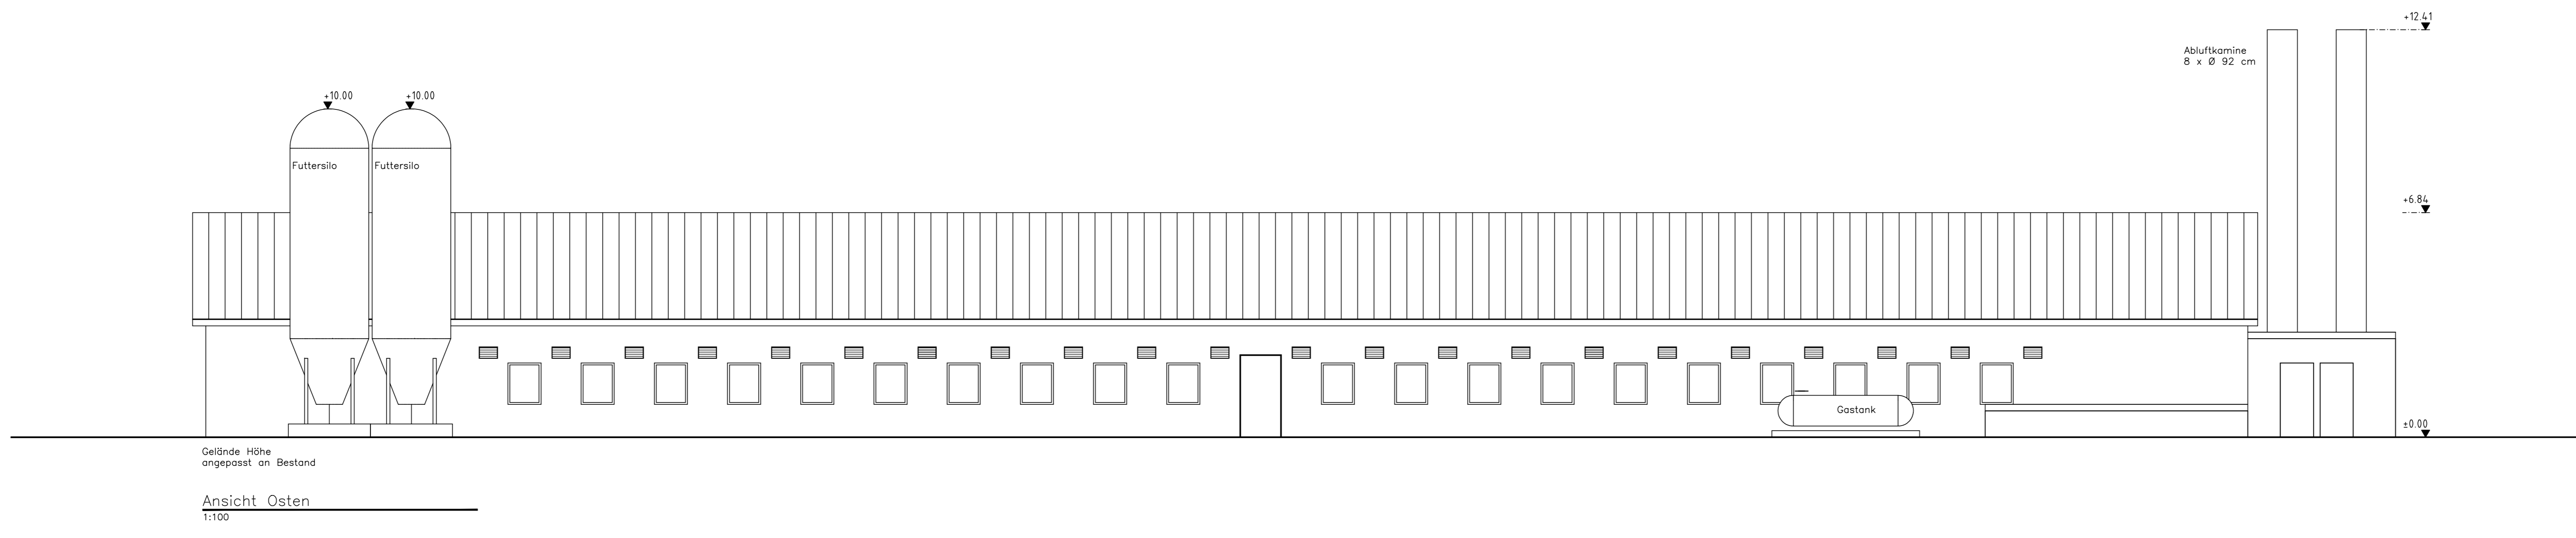 +12.41
Abluftkamine
8 x Ø 92 cm
+10.00
+10.00
Futtersilo
Futtersilo
+6.84
Gastank
±0.00
Gelände Höhe
angepasst an Bestand
Ansicht Osten
1:100